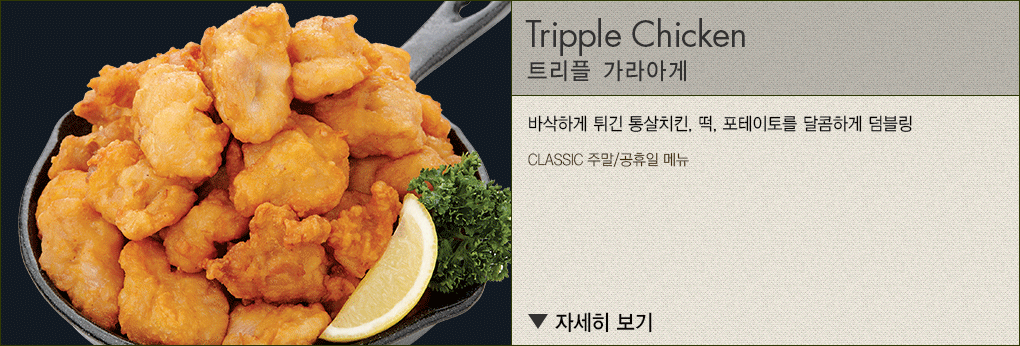 Tripple Chicken
트리플 가라아게
바삭하게 튀긴 통살치킨, 떡, 포테이토를 달콤하게 덤블링
CLASSIC 주말/공휴일 메뉴
▼ 자세히 보기